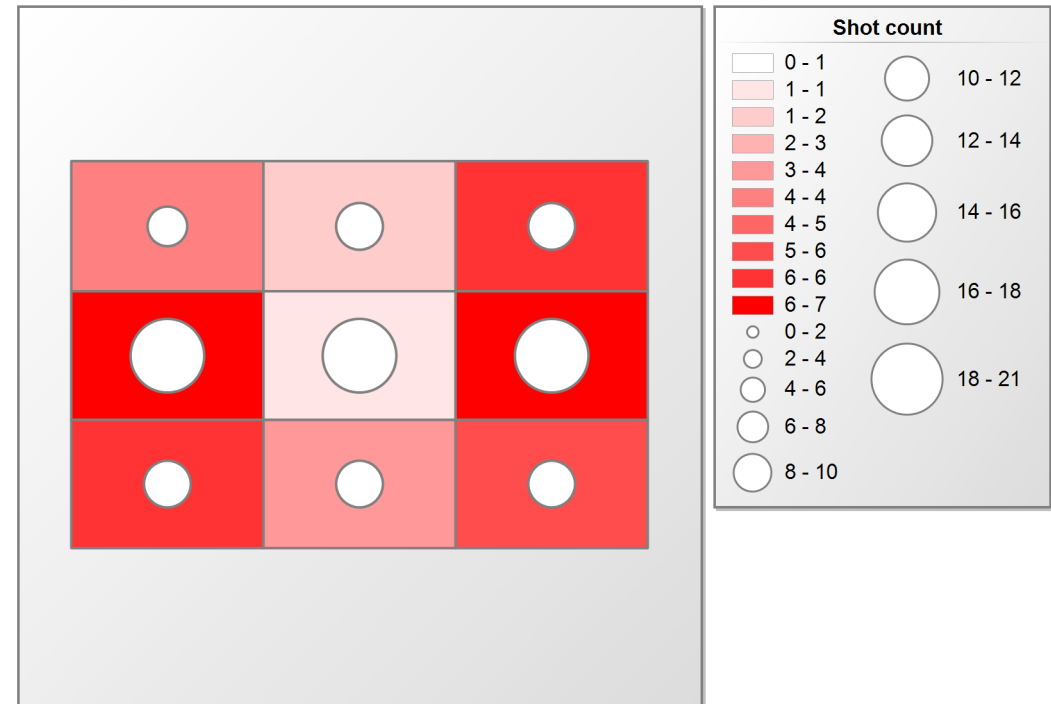 Shot count
0 - 1
1 - 1
1 - 2
2 - 3
3 - 4
4 - 4
4 - 5
5 - 6
6 - 6
6 - 7
0 - 2
2 - 4
4 - 6
6 - 8
8 - 10
10 - 12
12 - 14
14 - 16
16 - 18
18 - 21